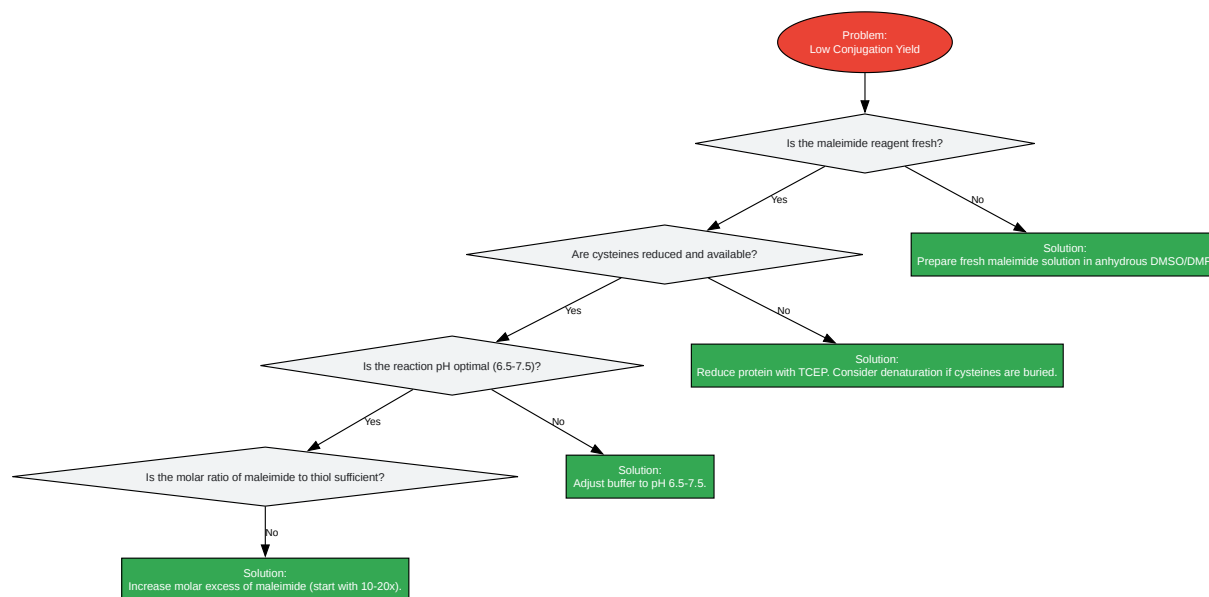 Problem:
Low Conjugation Yield
Is the maleimide reagent fresh?
Yes
No
Are cysteines reduced and available?
Solution:
Prepare fresh maleimide solution in anhydrous DMSO/DMF
Yes
No
Is the reaction pH optimal (6.5-7.5)?
Solution:
Reduce protein with TCEP. Consider denaturation if cysteines are buried.
Yes
No
Is the molar ratio of maleimide to thiol sufficient?
Solution:
Adjust buffer to pH 6.5-7.5.
No
Solution:
Increase molar excess of maleimide (start with 10-20x).